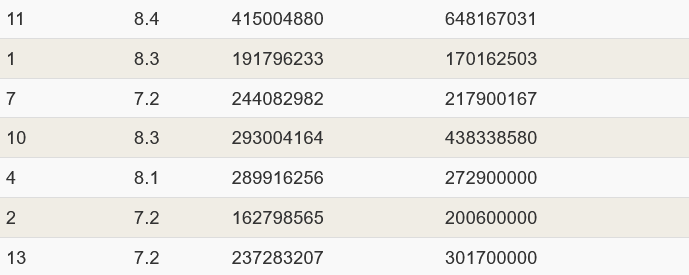 11 8.4 415004880 648167031
1 8.3 191796233 170162503
7 7.2 244082982 217900167
10 8.3 293004164 438338580
4 8.1 289916256 272900000
2 7.2 162798565 200600000
13 7.2 237283207 301700000